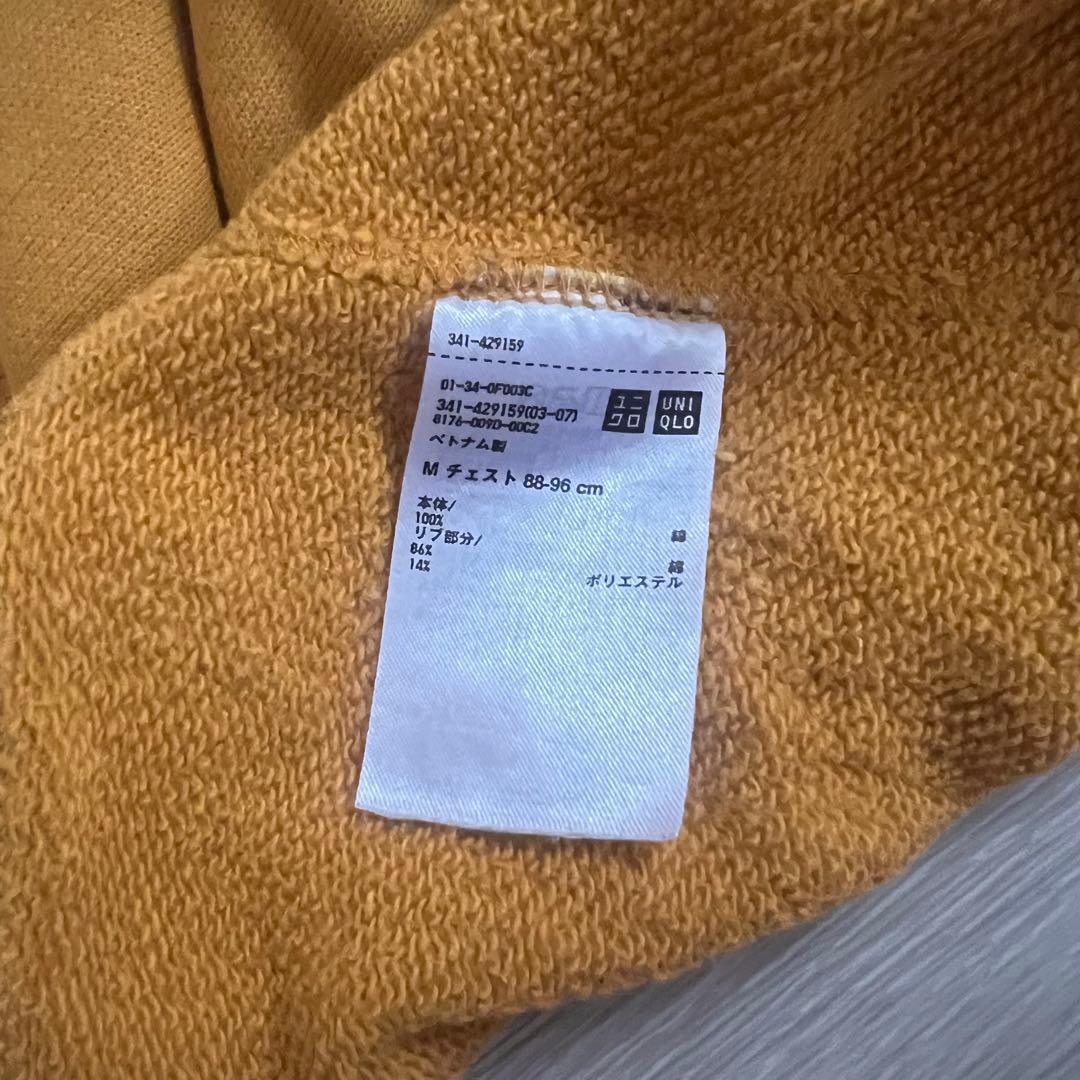 341-429159
01-34-0F003C
341-429159(03-07)
8176-009D-00C2
ユニ
クロ
UNI
QLO
ベトナム製
M チェスト 88-96 cm
本体/
100% 綿
リブ部分/
86% 綿
14% ポリエステル